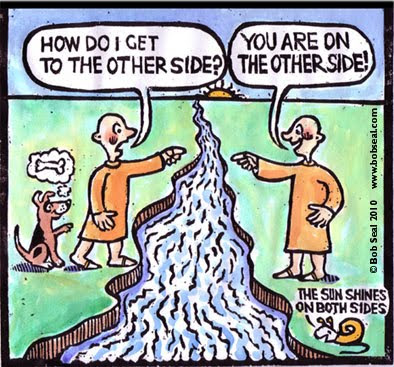 HOW DO I GET
TO THE OTHER SIDE?
YOU ARE ON
THE OTHER SIDE!
THE SUN SHINES
ON BOTH SIDES
© Bob Seal 2010 www.bobseal.com